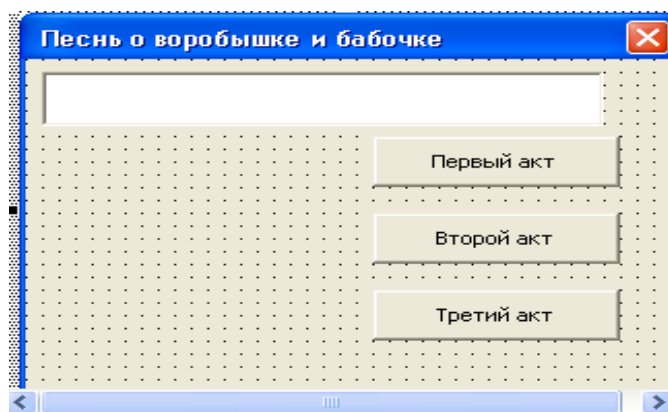 Песнь о воробышке и бабочке
Первый акт
Второй акт
Третий акт